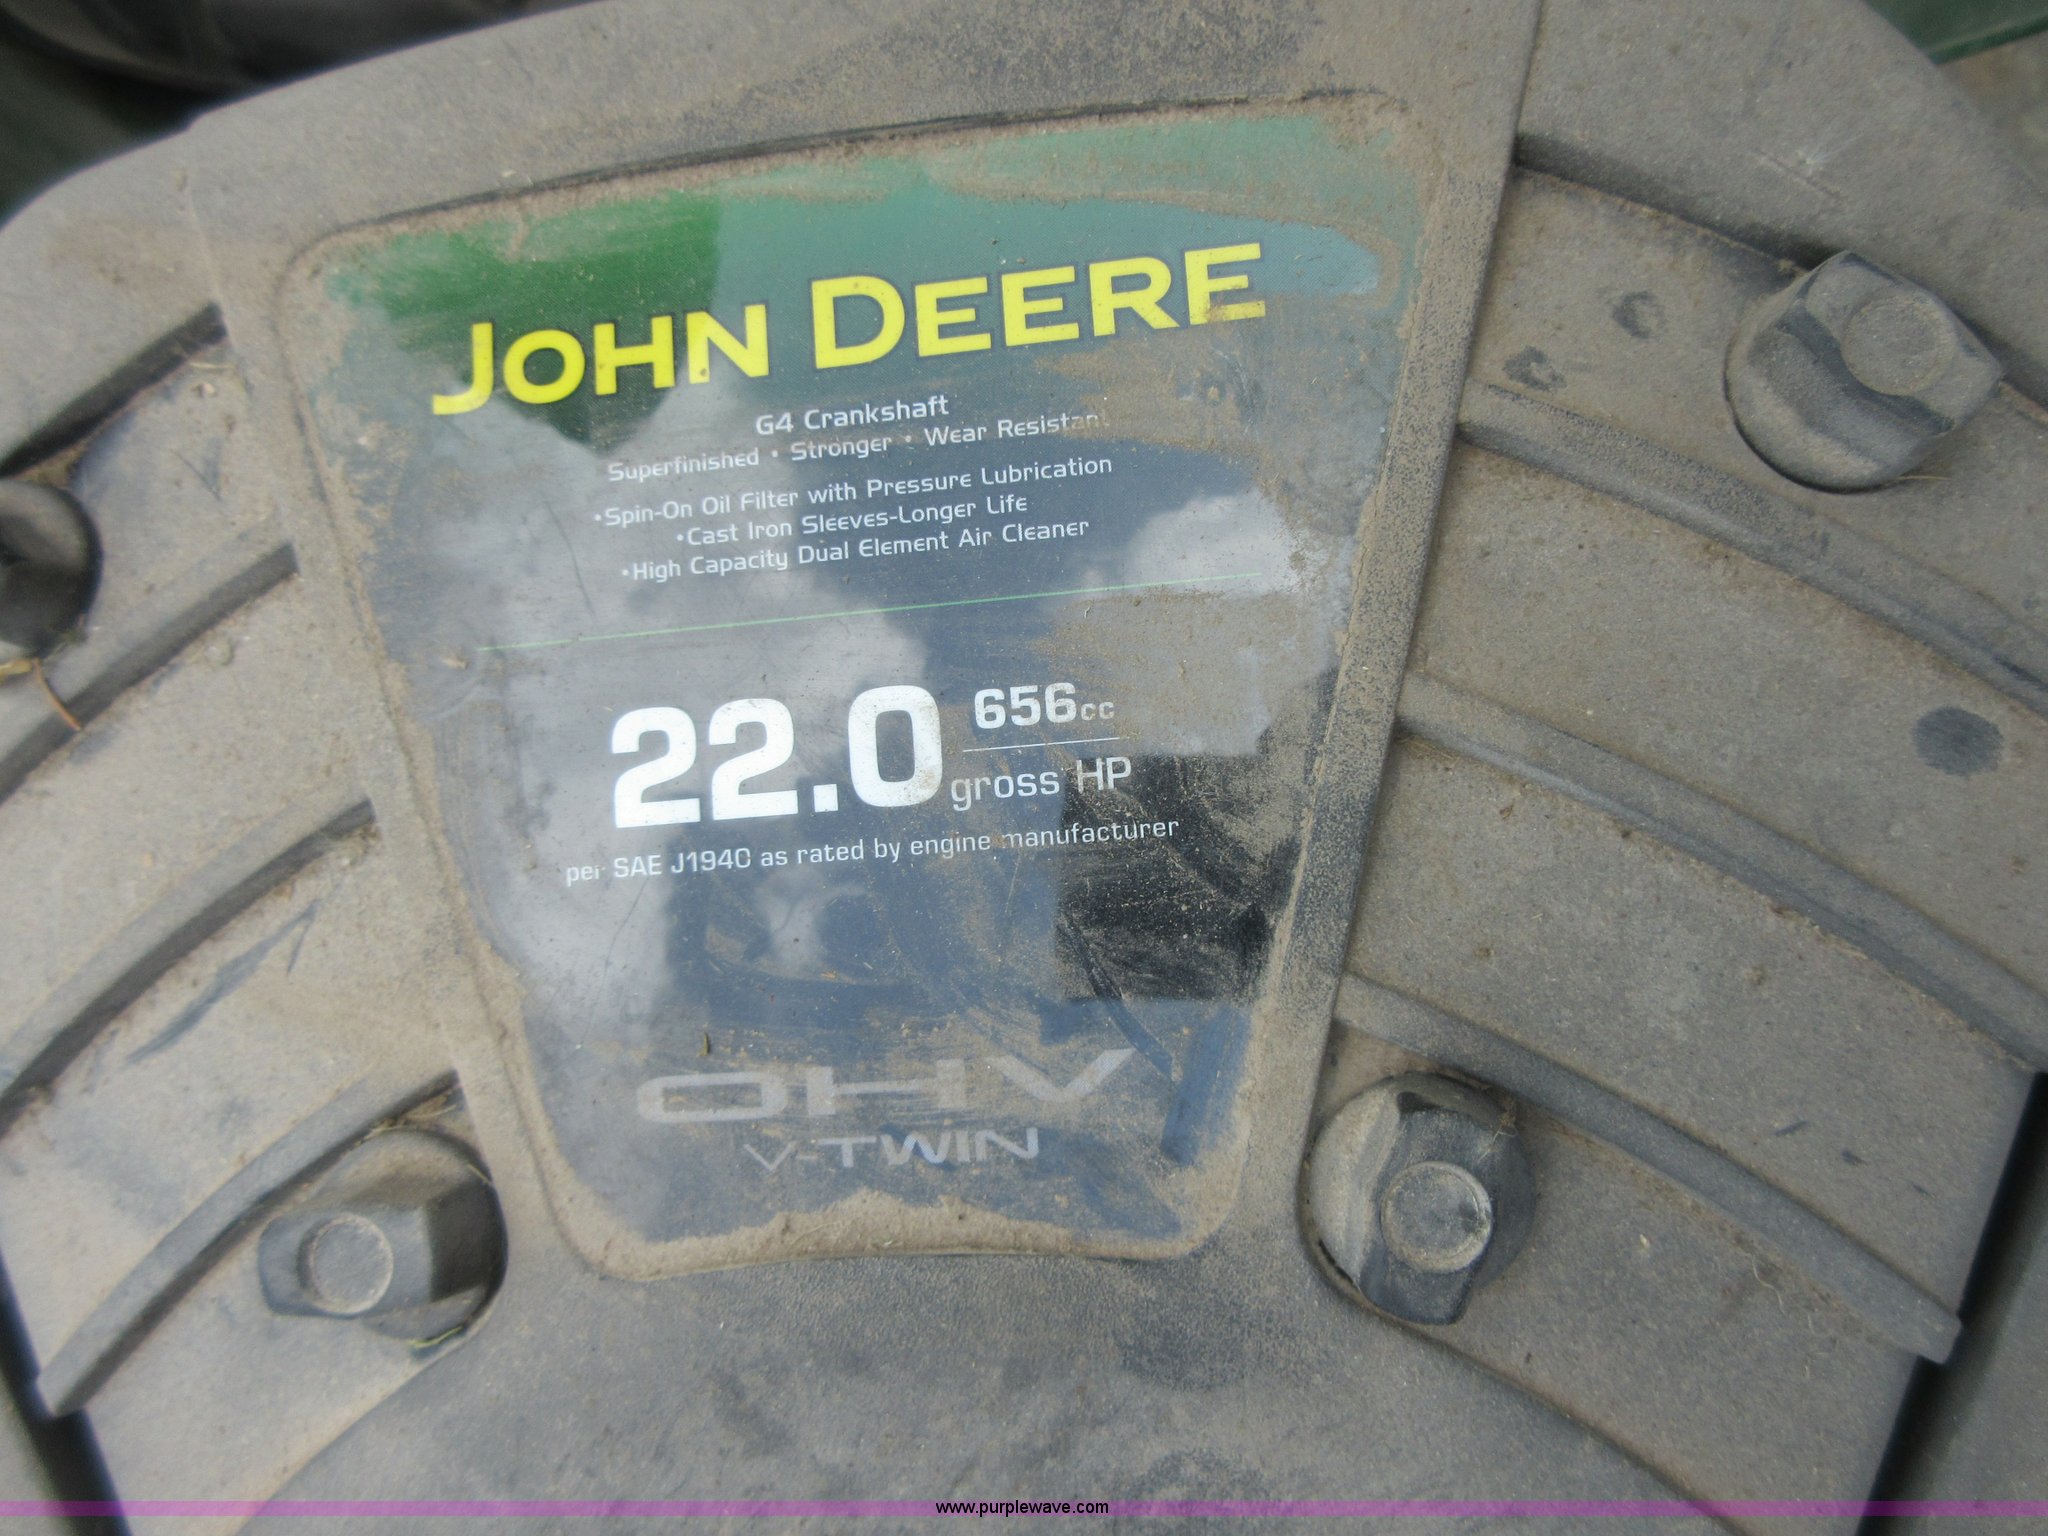 JOHN DEERE
G4 Crankshaft
Superfinished • Stronger • Wear Resistant
•Spin-On Oil Filter with Pressure Lubrication
•Cast Iron Sleeves-Longer Life
•High Capacity Dual Element Air Cleaner
22.0 656cc
gross HP
per SAE J1940 as rated by engine manufacturer
OHV
V-TWIN
www.purplewave.com